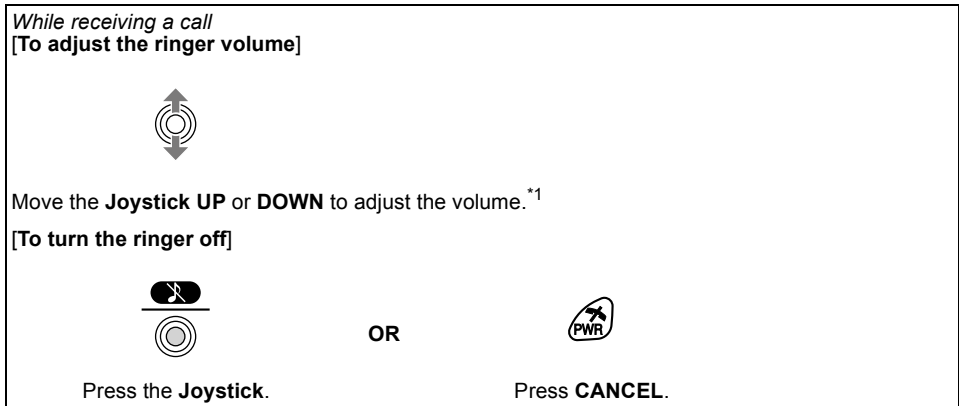 While receiving a call
[To adjust the ringer volume]
Move the Joystick UP or DOWN to adjust the volume.*1
[To turn the ringer off]
OR
PWR
Press the Joystick.
Press CANCEL.